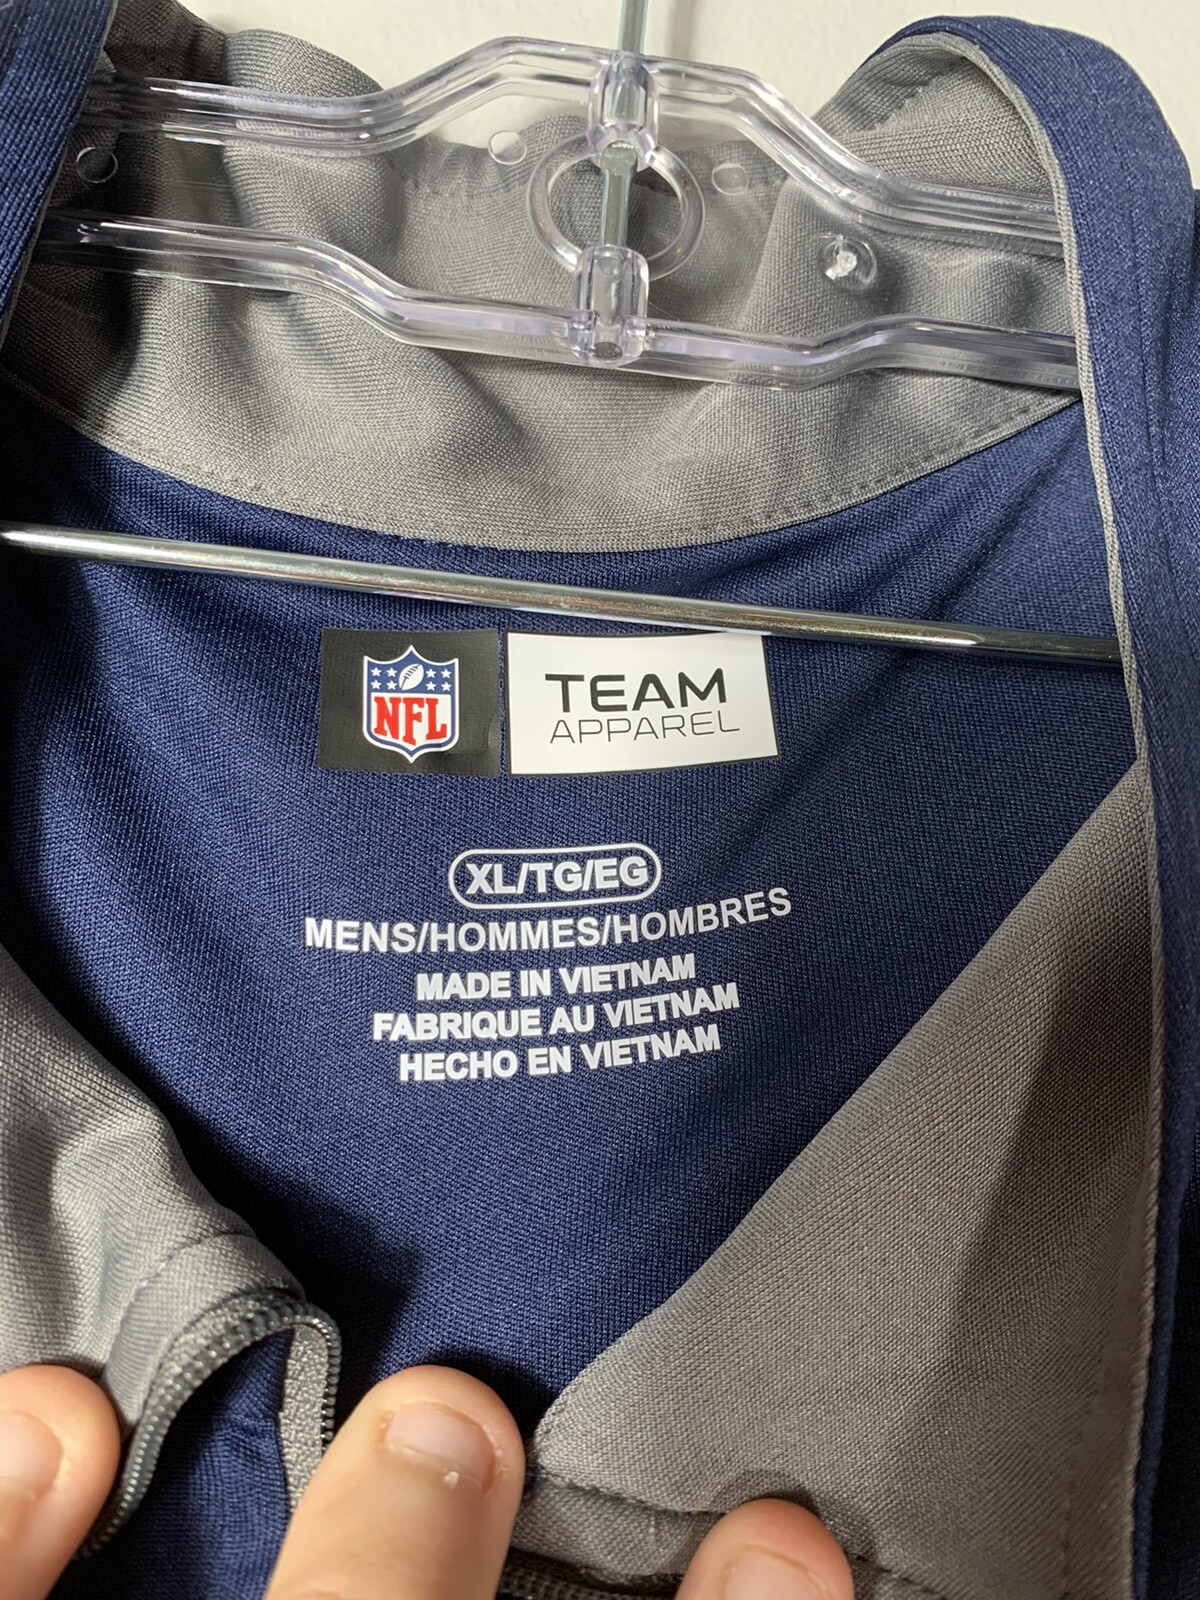 NFL
TEAM
APPAREL
XL/TG/EG
MENS/HOMMES/HOMBRES
MADE IN VIETNAM
FABRIQUE AU VIETNAM
HECHO EN VIETNAM